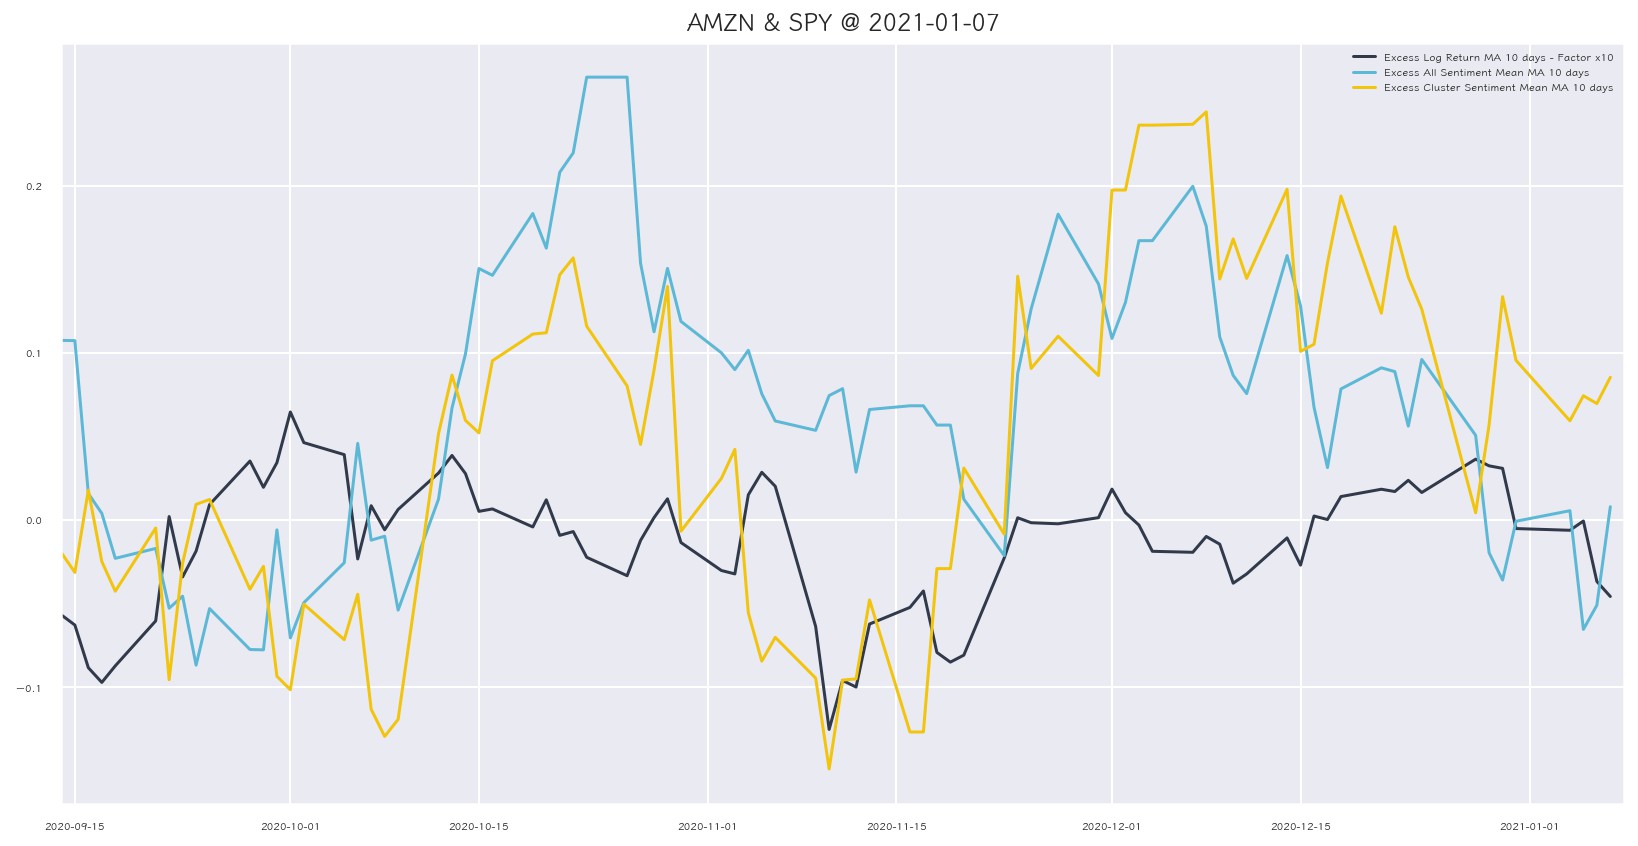 AMZN & SPY @ 2021-01-07
Excess Log Return MA 10 days - Factor x10
Excess All Sentiment Mean MA 10 days
Excess Cluster Sentiment Mean MA 10 days
0.2
0.1
0.0
−0.1
2020-09-15 2020-10-01 2020-10-15 2020-11-01 2020-11-15 2020-12-01 2020-12-15 2021-01-01